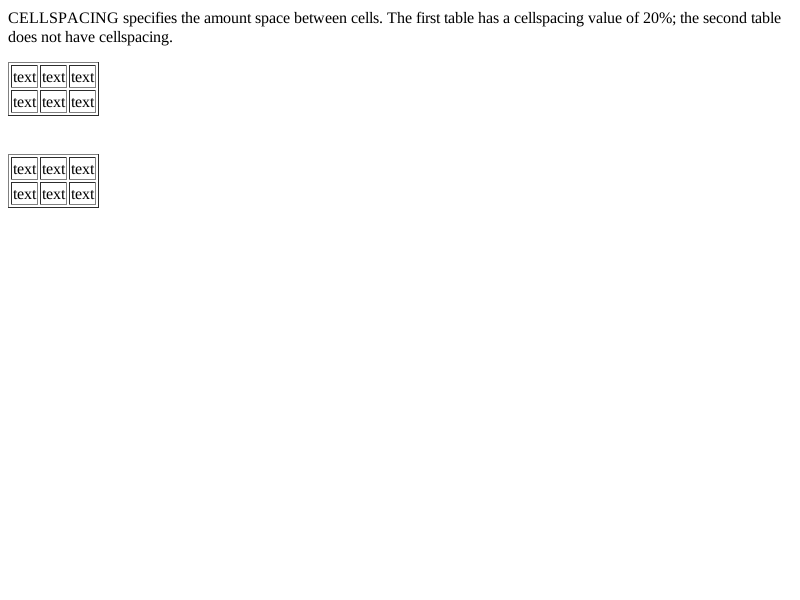 CELLSPACING specifies the amount space between cells. The first table has a cellspacing value of 20%; the second table
does not have cellspacing.
text text text
text text text
text text text
text text text